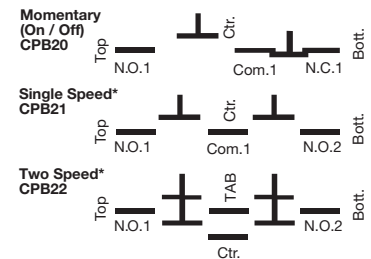 Momentary
(On / Off)
CPB20
Top
Ctr.
Bott.
N.O.1
Com.1
N.C.1
Single Speed*
CPB21
Top
Ctr.
Bott.
N.O.1
Com.1
N.O.2
Two Speed*
CPB22
Top
TAB
Bott.
N.O.1
N.O.2
Ctr.